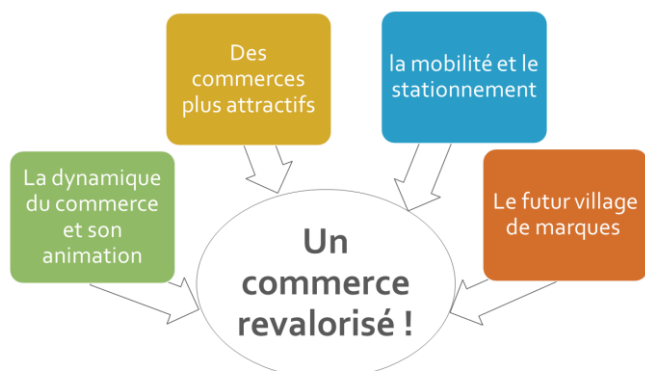 Des
commerces
plus attractifs
la mobilité et le
stationnement
La dynamique
du commerce
et son
animation
Le futur village
de marques
Un
commerce
revalorisé !